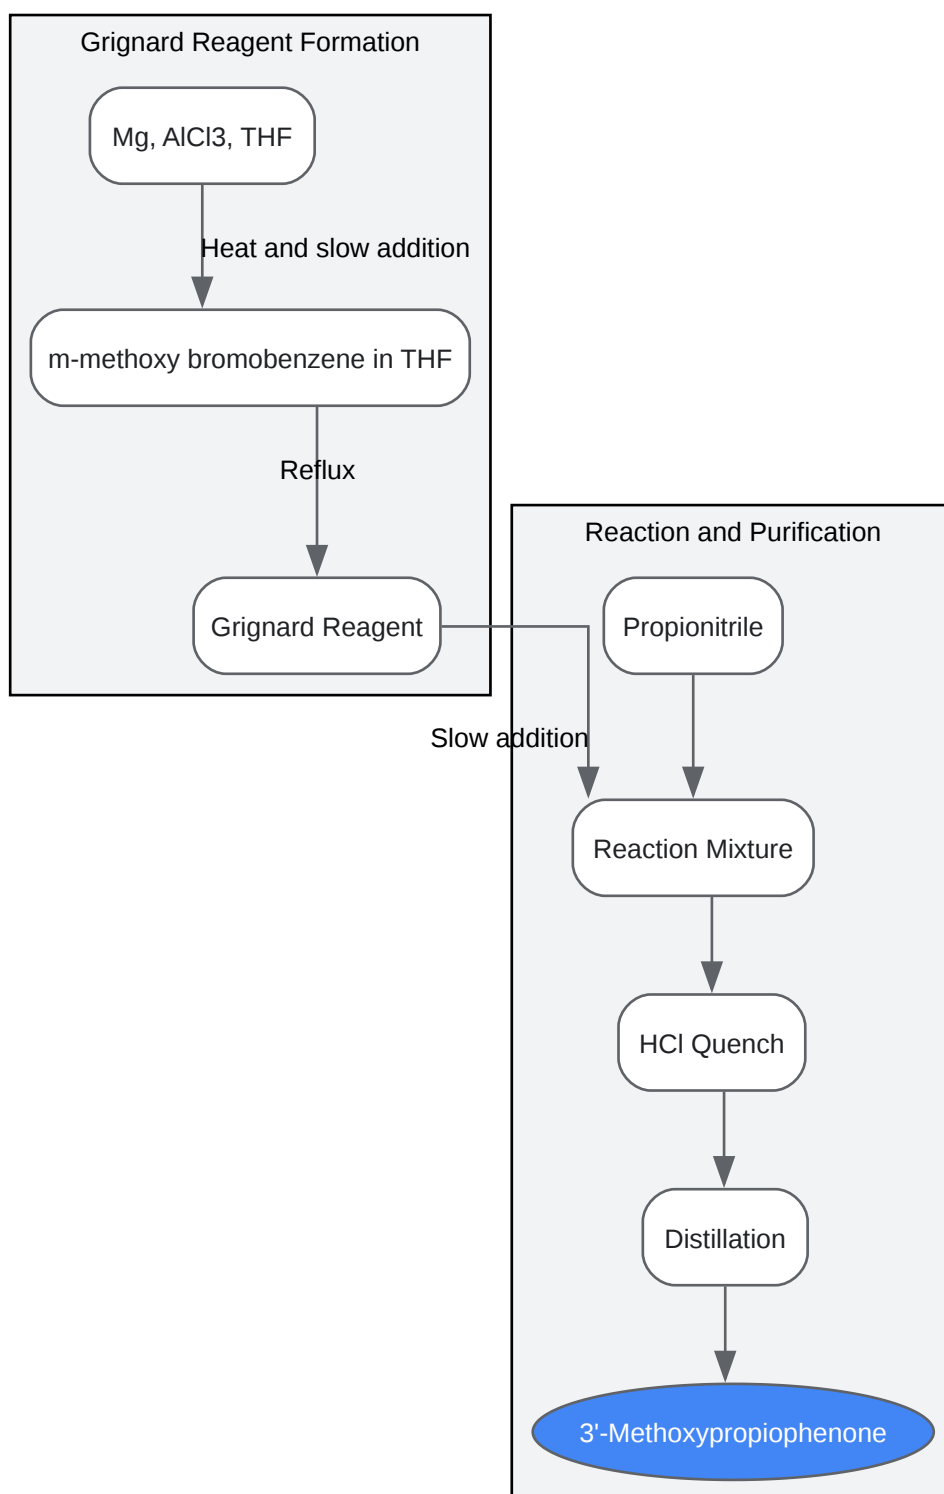 Grignard Reagent Formation
Mg, AlCl3, THF
Heat and slow addition
m-methoxy bromobenzene in THF
Reflux
Grignard Reagent
Reaction and Purification
Propionitrile
Slow addition
Reaction Mixture
HCl Quench
Distillation
3'-Methoxypropiophenone